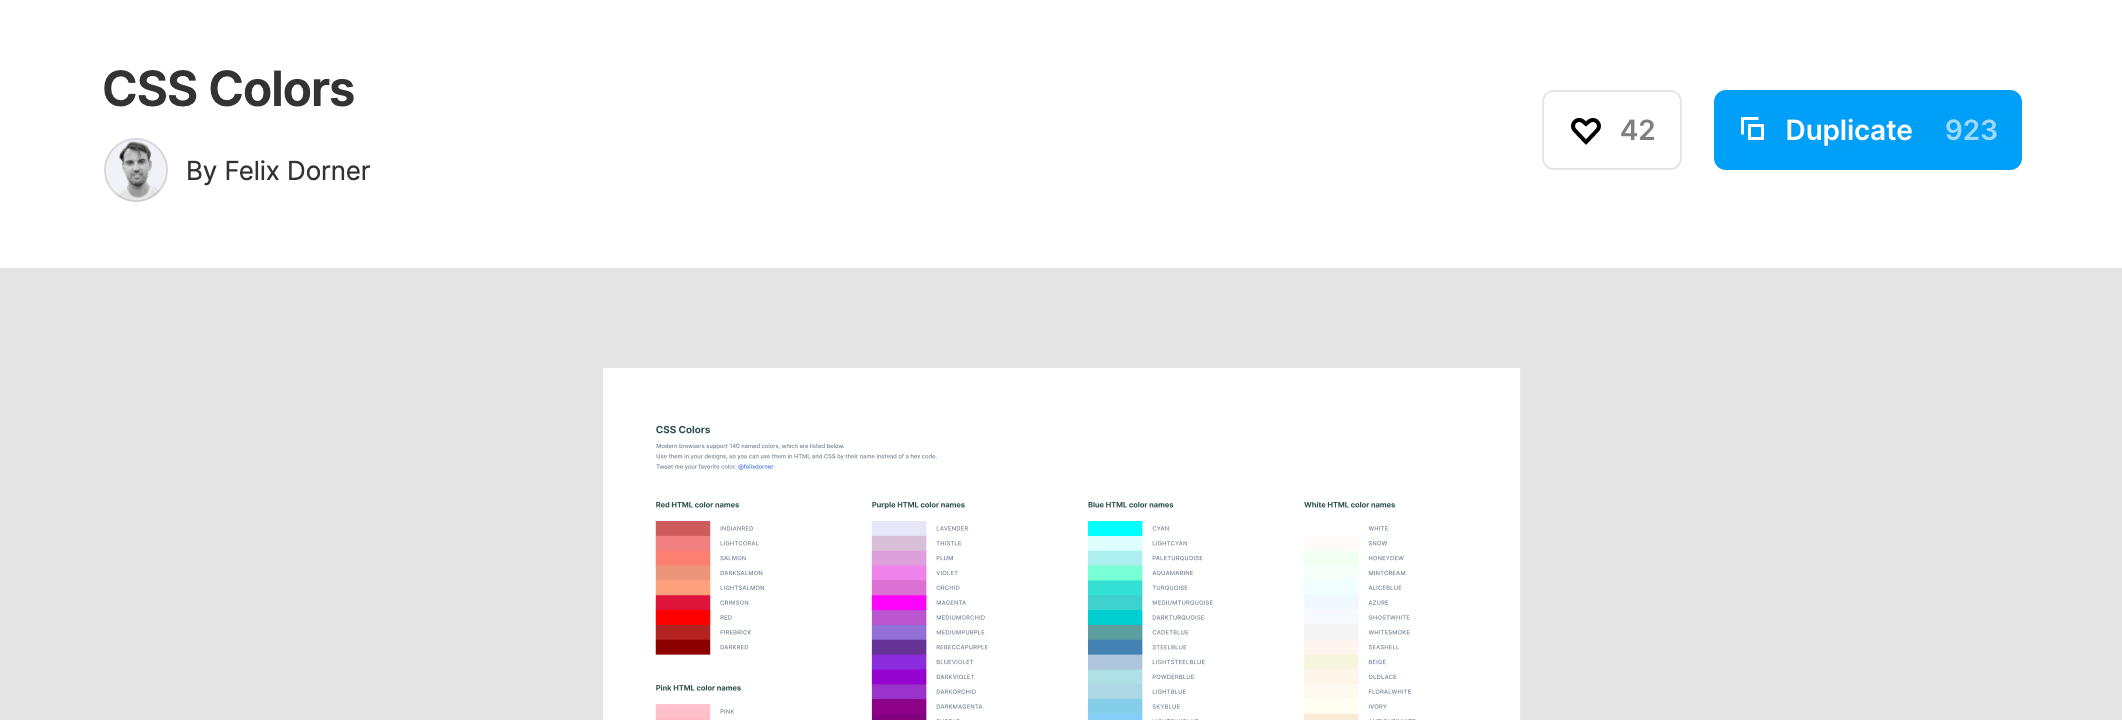 CSS Colors
By Felix Dorner
42
Duplicate 923
CSS Colors
Modern browsers support 140 named colors, which are listed below.
Use them in your designs, so you can use them in HTML and CSS by their name instead of a hex code.
Tweet me your favorite color: @felixdorner
Red HTML color names
INDIANRED
LIGHTCORAL
SALMON
DARKSALMON
LIGHTSALMON
CRIMSON
RED
FIREBRICK
DARKRED
Pink HTML color names
PINK
Purple HTML color names
LAVENDER
THISTLE
PLUM
VIOLET
ORCHID
MAGENTA
MEDIUMORCHID
MEDIUMPURPLE
REBECCAPURPLE
BLUEVIOLET
DARKVIOLET
DARKORCHID
DARKMAGENTA
Blue HTML color names
CYAN
LIGHTCYAN
PALETURQUOISE
AQUAMARINE
TURQUOISE
MEDIUMTURQUOISE
DARKTURQUOISE
CADETBLUE
STEELBLUE
LIGHTSTEELBLUE
POWDERBLUE
LIGHTBLUE
SKYBLUE
White HTML color names
WHITE
SNOW
HONEYDEW
MINTCREAM
ALICEBLUE
AZURE
GHOSTWHITE
WHITESMOKE
SEASHELL
BEIGE
OLDLACE
FLORALWHITE
IVORY